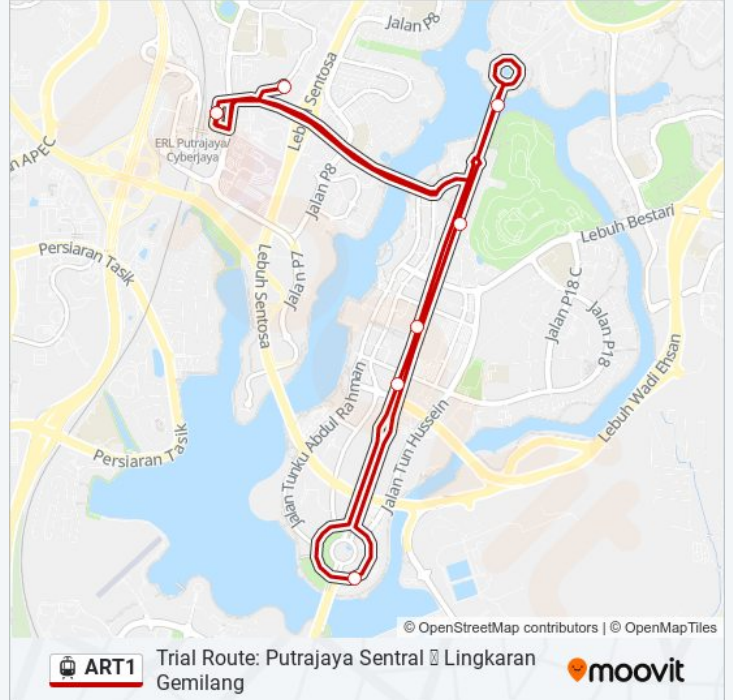 Jalan P8
Lebuh Sentosa
n APEC
ERL Putrajaya/
Cyberjaya
Jalan P8
Lebuh Bestari
Persiaran Tasik
Lebuh Sentosa
Jalan P7
Jalan P18 C
Jalan P18
Lebuh Wadi Ehsan
Jalan Tunku Abdul Rahman
Jalan Tun Hussein
Persiaran Tasik
© OpenStreetMap contributors | © OpenMapTiles
ART1
Trial Route: Putrajaya Sentral Lingkaran
Gemilang
moovit